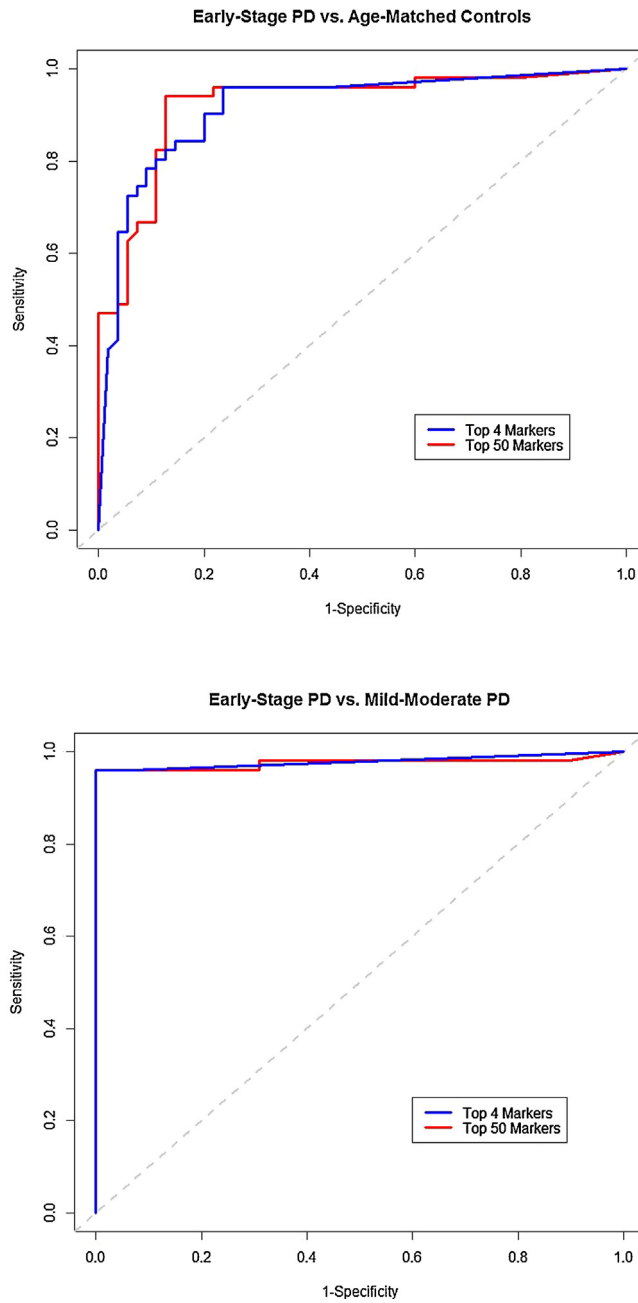 Early-Stage PD vs. Age-Matched Controls
1.0
0.8
0.6
0.4
0.2
0.0
Sensitivity
Top 4 Markers
Top 50 Markers
0.0 0.2 0.4 0.6 0.8 1.0
1-Specificity
Early-Stage PD vs. Mild-Moderate PD
1.0
0.8
0.6
0.4
0.2
0.0
Sensitivity
Top 4 Markers
Top 50 Markers
0.0 0.2 0.4 0.6 0.8 1.0
1-Specificity